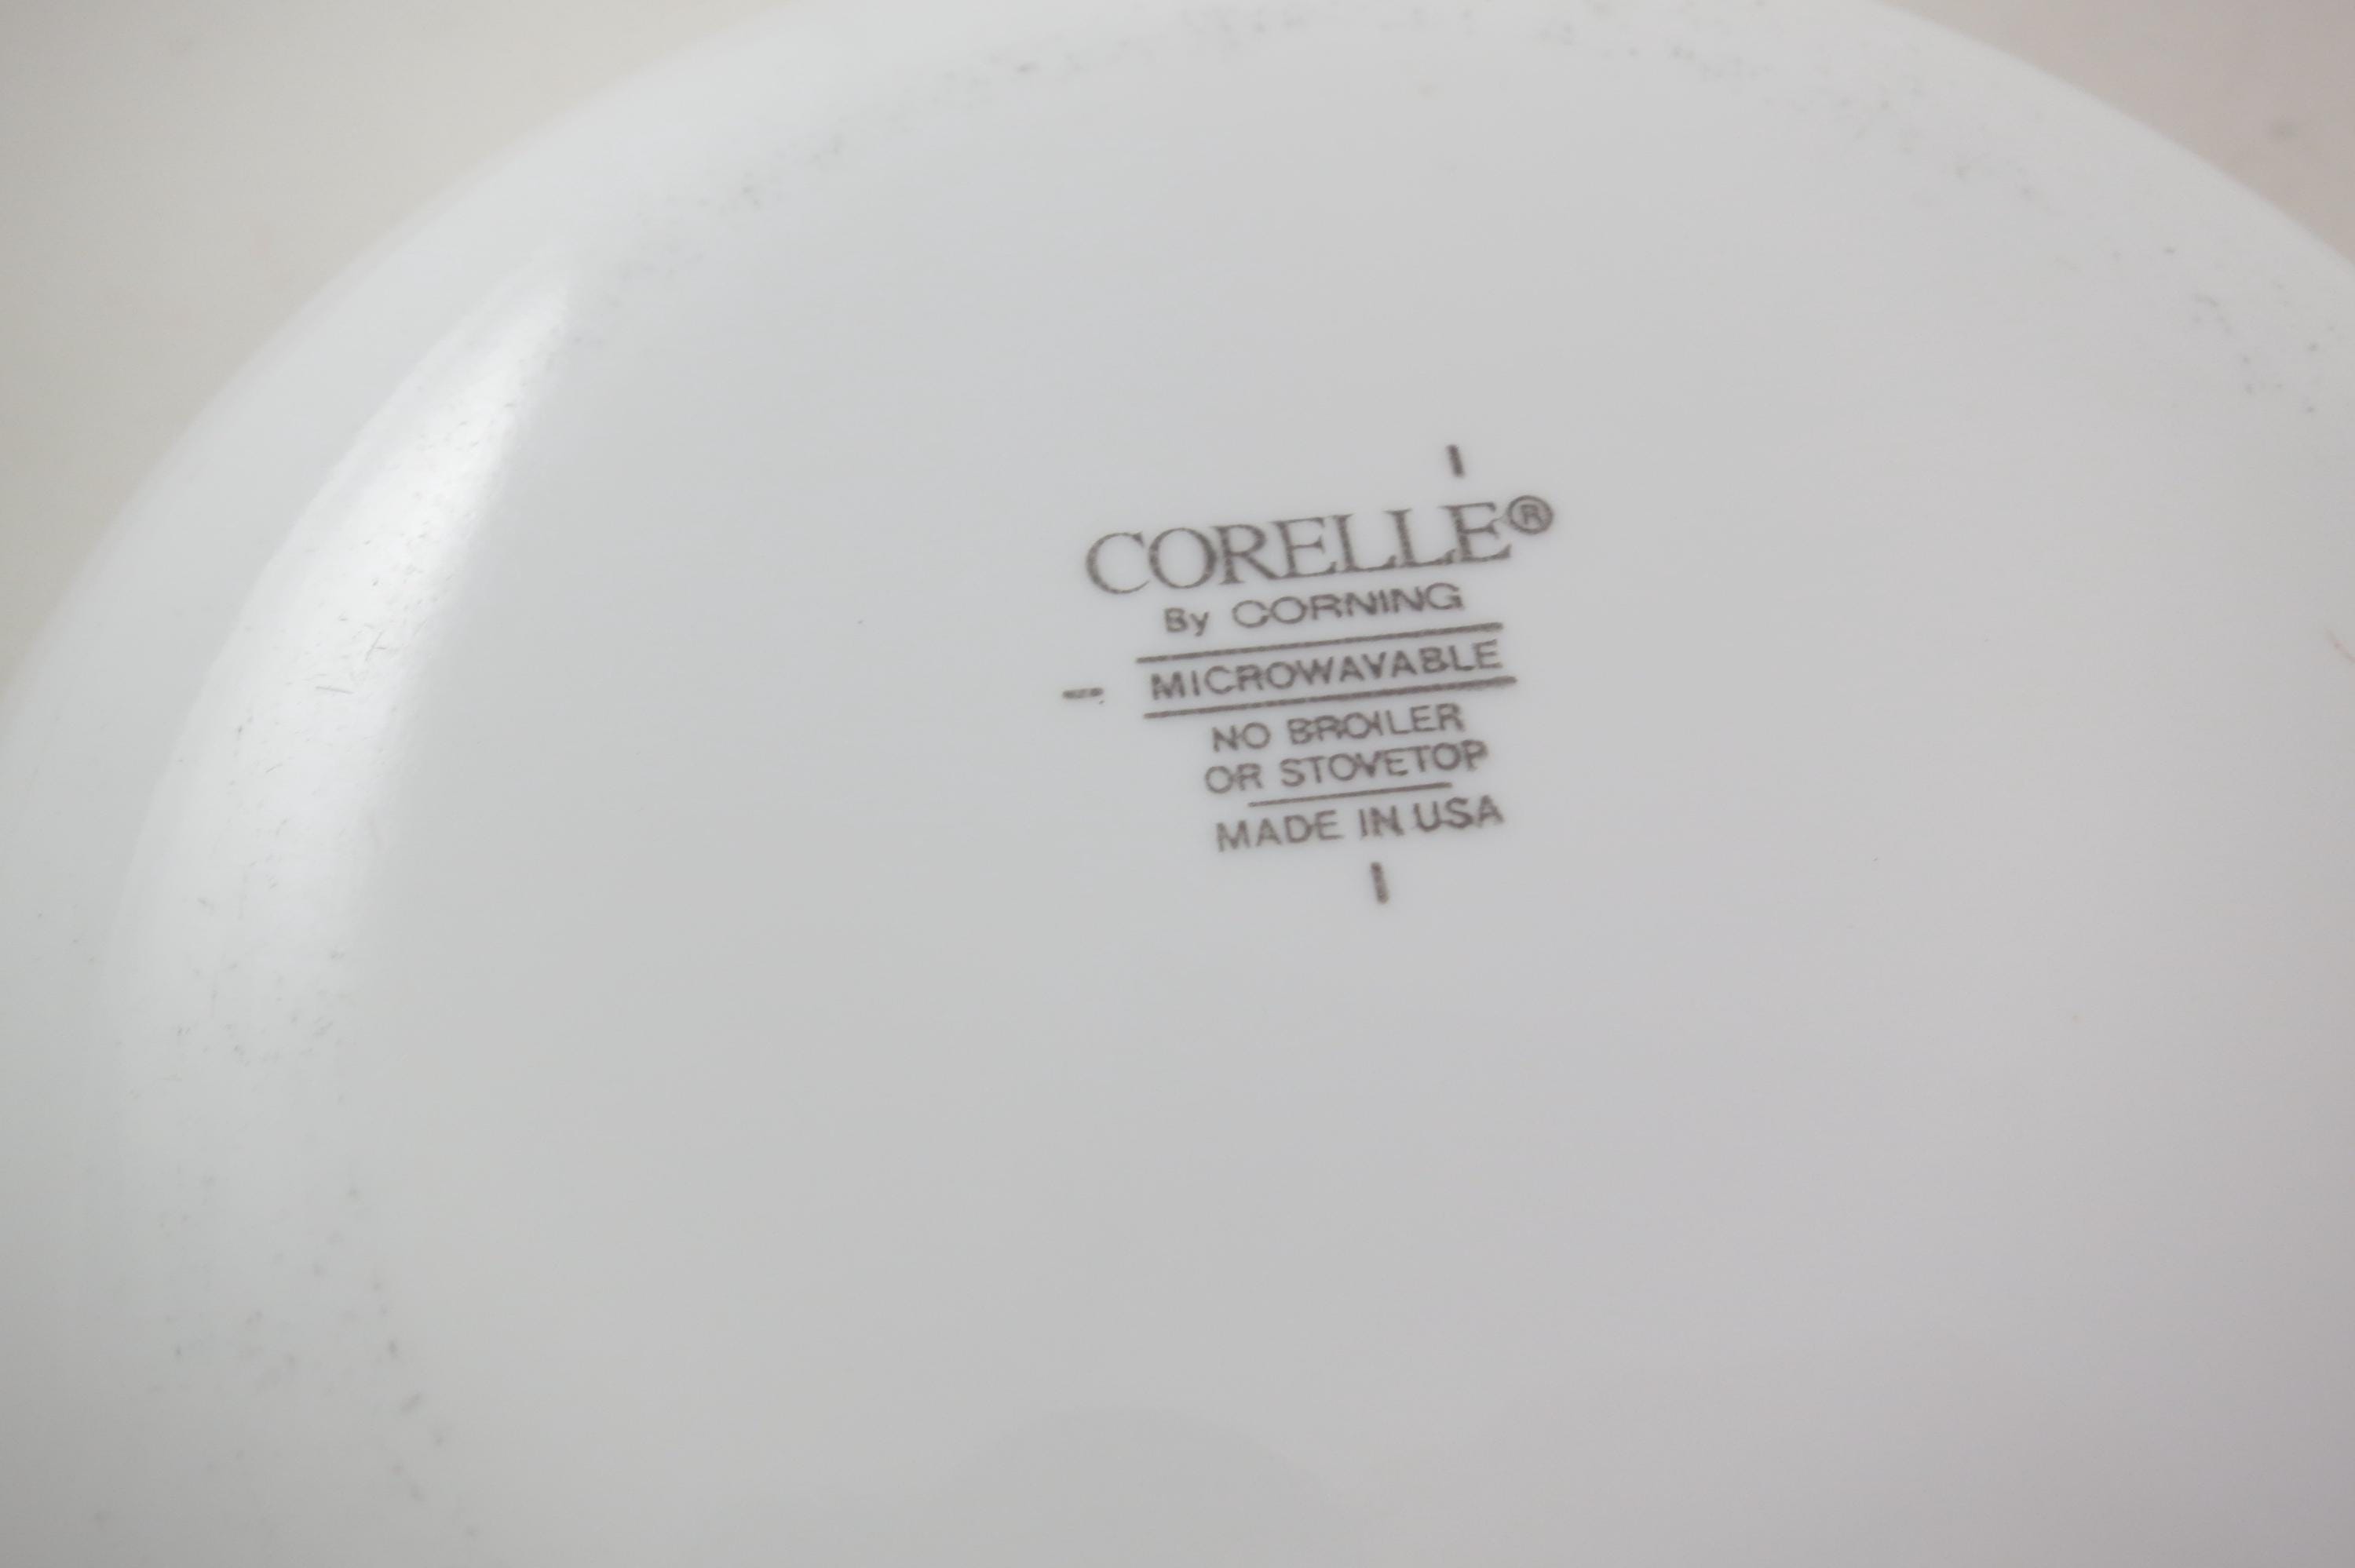 CORELLE®
By CORNING
MICROWAVABLE
NO BROILER
OR STOVETOP
MADE IN USA